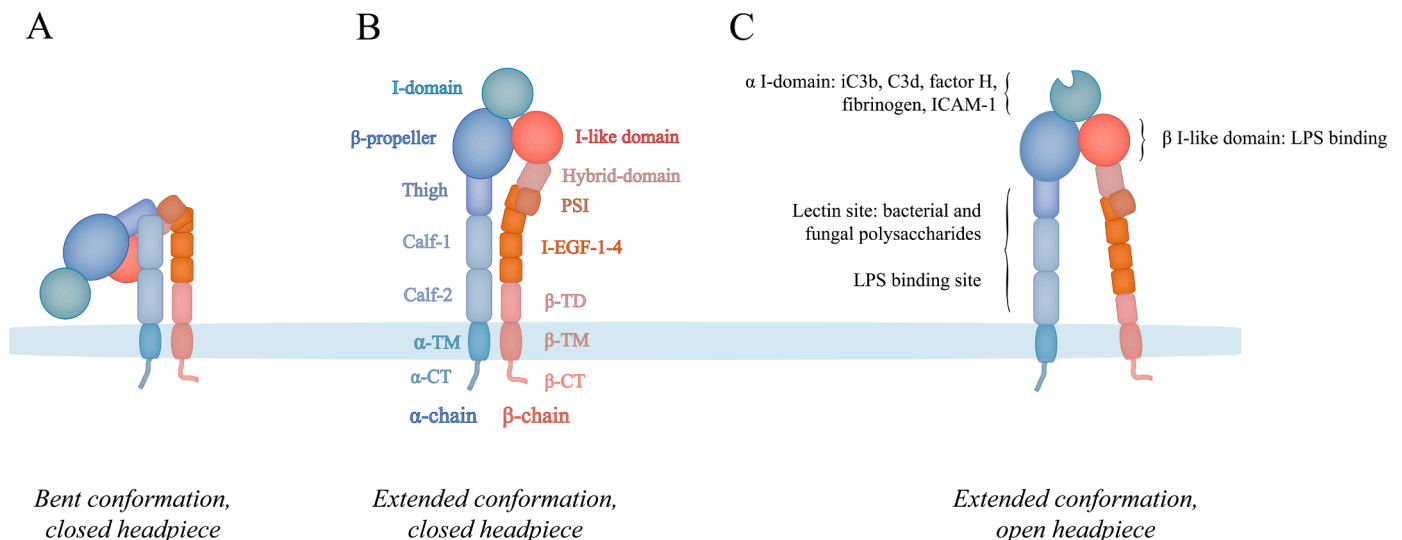 A
B
C
I-domain
β-propeller
I-like domain
Hybrid-domain
Thigh
PSI
Calf-1
I-EGF-1-4
Calf-2
β-TD
α-TM
β-TM
α-CT
β-CT
α-chain
β-chain
α I-domain: iC3b, C3d, factor H,
fibrinogen, ICAM-1
β I-like domain: LPS binding
Lectin site: bacterial and
fungal polysaccharides
LPS binding site
Bent conformation,
closed headpiece
Extended conformation,
closed headpiece
Extended conformation,
open headpiece